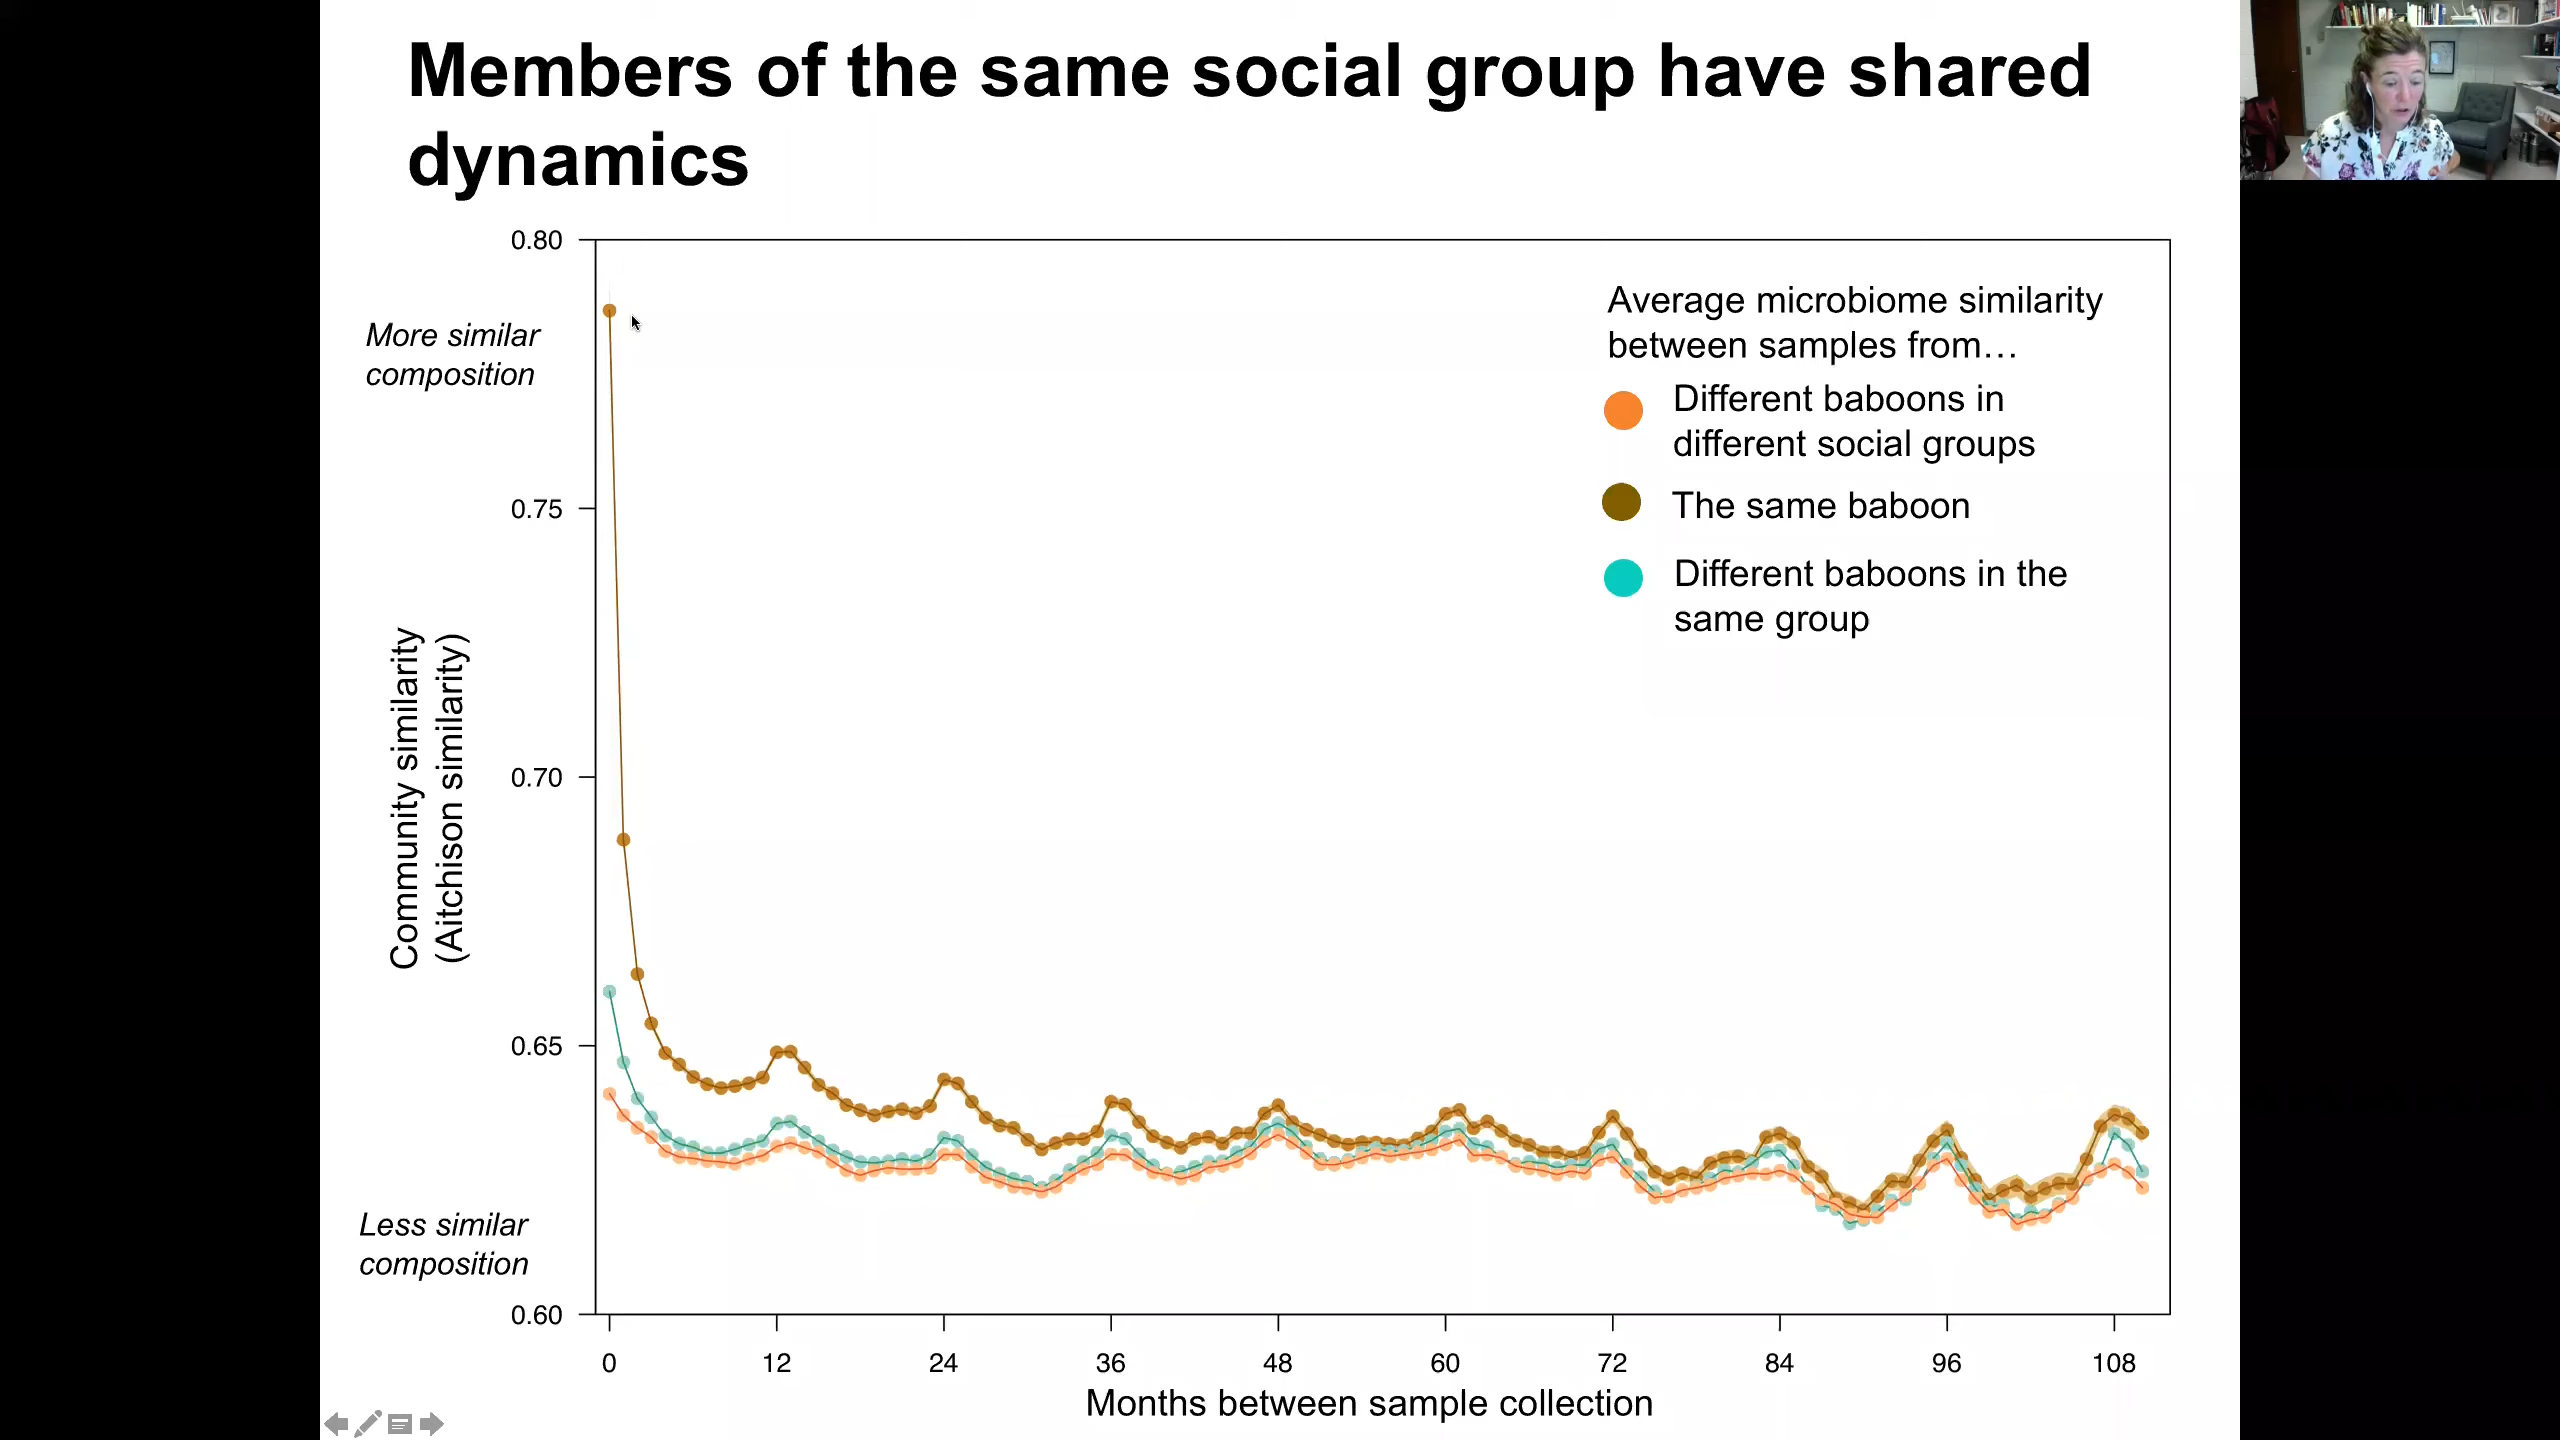 Members of the same social group have shared
dynamics
0.80
More similar
composition
Average microbiome similarity
between samples from…
Different baboons in
different social groups
The same baboon
Different baboons in the
same group
0.75
0.70
Community similarity
(Aitchison similarity)
0.65
Less similar
composition
0.60
0 12 24 36 48 60 72 84 96 108
Months between sample collection